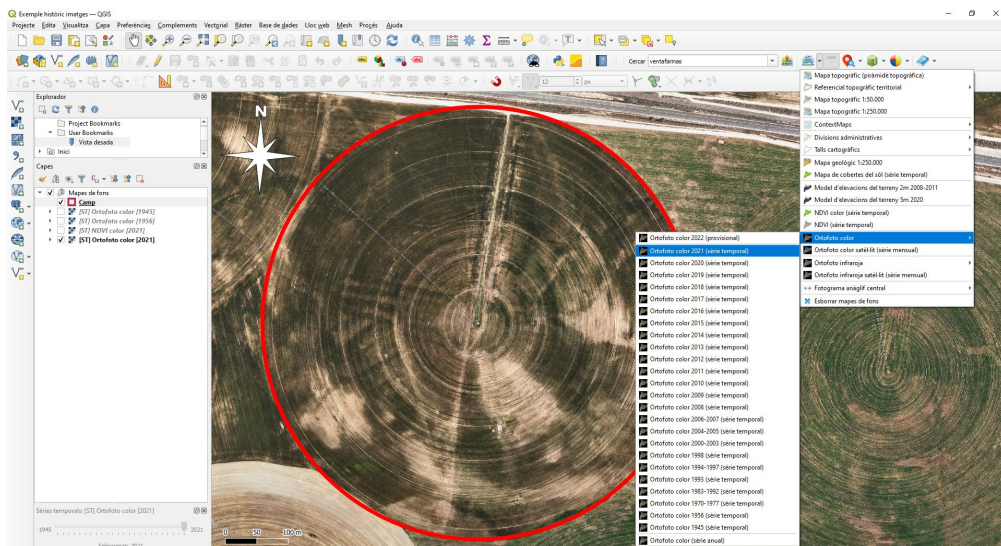 Exemple històric imatges — QGIS
Projecte Edita Visualitza Capa Preferències Complements Vectorial Ràster Base de dades Lloc web Mesh Procés Ajuda
Cercar ventafarinas
12 px
Explorador
Project Bookmarks
User Bookmarks
Vista desada
Inici
Capes
Mapes de fons
Camp
[ST] Ortofoto color [1945]
[ST] Ortofoto color [1956]
[ST] NDVI color [2021]
[ST] Ortofoto color [2021]
Sèries temporals: [ST] Ortofoto color [2021]
1945 2021
N
0 50 100 m
Mapa topogràfic (piràmide topogràfica)
Referencial topogràfic territorial
Mapa topogràfic 1:50.000
Mapa topogràfic 1:250.000
ContextMaps
Divisions administratives
Talls cartogràfics
Mapa geològic 1:250.000
Mapa de cobertes del sòl (sèrie temporal)
Model d'elevacions del terreny 2m 2008-2011
Model d'elevacions del terreny 5m 2020
NDVI color (sèrie temporal)
NDVI (sèrie temporal)
Ortofoto color
Ortofoto color satèl·lit (sèrie mensual)
Ortofoto infraroja
Ortofoto infraroja satèl·lit (sèrie mensual)
Fotograma anàglif central
Esborrar mapes de fons
Ortofoto color 2022 (provisional)
Ortofoto color 2021 (sèrie temporal)
Ortofoto color 2020 (sèrie temporal)
Ortofoto color 2019 (sèrie temporal)
Ortofoto color 2018 (sèrie temporal)
Ortofoto color 2017 (sèrie temporal)
Ortofoto color 2016 (sèrie temporal)
Ortofoto color 2015 (sèrie temporal)
Ortofoto color 2014 (sèrie temporal)
Ortofoto color 2013 (sèrie temporal)
Ortofoto color 2012 (sèrie temporal)
Ortofoto color 2011 (sèrie temporal)
Ortofoto color 2010 (sèrie temporal)
Ortofoto color 2009 (sèrie temporal)
Ortofoto color 2008 (sèrie temporal)
Ortofoto color 2006-2007 (sèrie temporal)
Ortofoto color 2004-2005 (sèrie temporal)
Ortofoto color 2000-2003 (sèrie temporal)
Ortofoto color 1998 (sèrie temporal)
Ortofoto color 1994-1997 (sèrie temporal)
Ortofoto color 1993 (sèrie temporal)
Ortofoto color 1983-1992 (sèrie temporal)
Ortofoto color 1970-1977 (sèrie temporal)
Ortofoto color 1956 (sèrie temporal)
Ortofoto color 1945 (sèrie temporal)
Ortofoto color (sèrie anual)